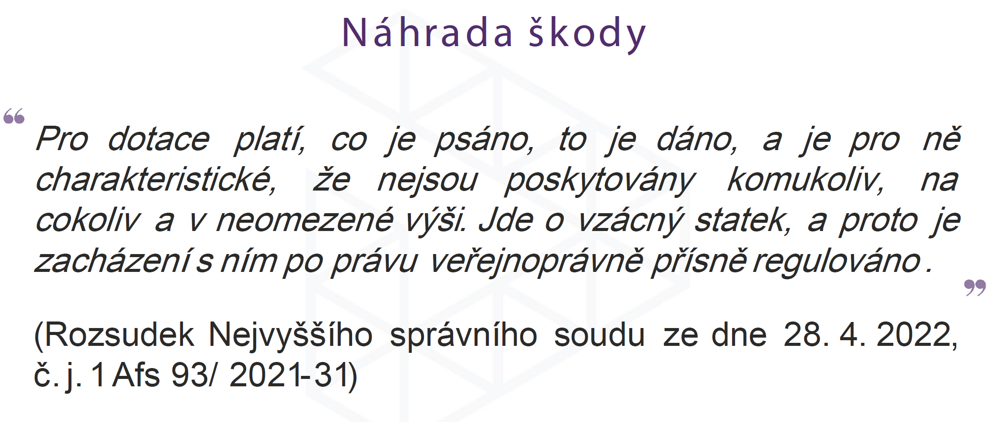 Náhrada škody
“
Pro dotace platí, co je psáno, to je dáno, a je pro ně
charakteristické, že nejsou poskytovány komukoliv, na
cokoliv a v neomezené výši. Jde o vzácný statek, a proto je
zacházení s ním po právu veřejnoprávně přísně regulováno .
”
(Rozsudek Nejvyššího správního soudu ze dne 28. 4. 2022,
č. j. 1 Afs 93/ 2021-31)